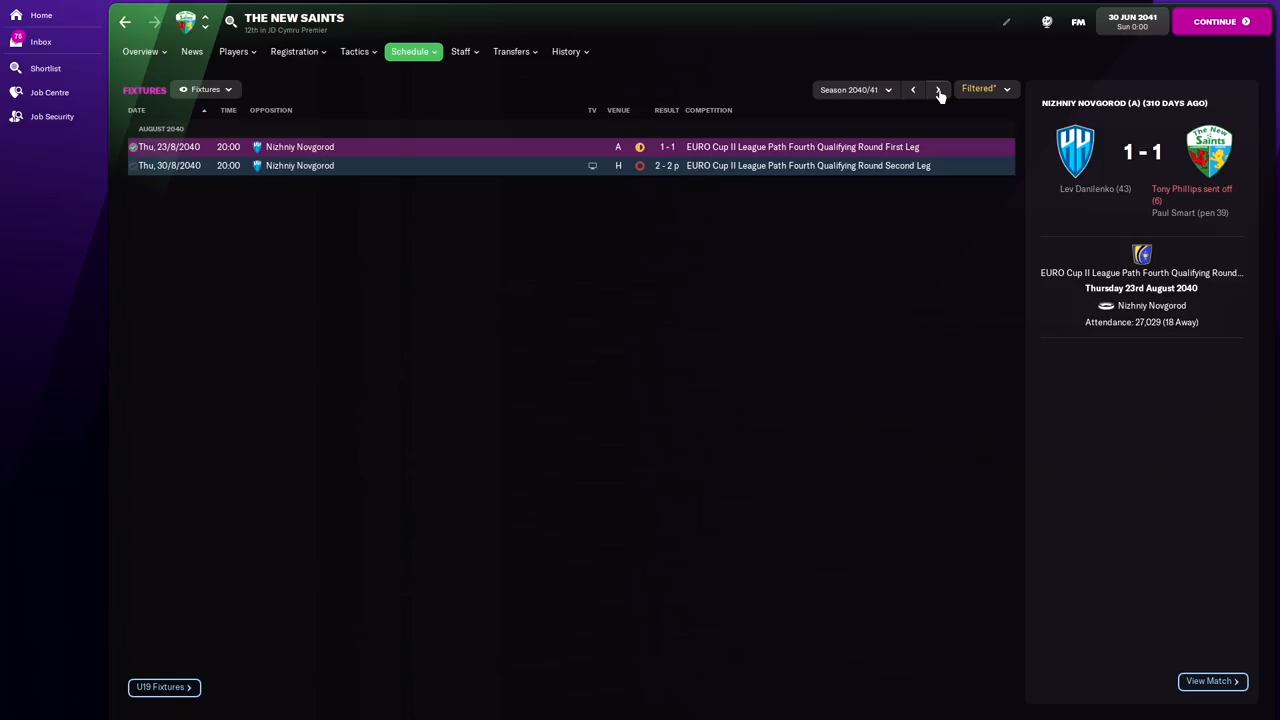 Home
75
Inbox
Shortlist
Job Centre
Job Security
THE NEW SAINTS
12th in JD Cymru Premier
FM
30 JUN 2041
Sun 0:00
CONTINUE
Overview
News
Players
Registration
Tactics
Schedule
Staff
Transfers
History
FIXTURES
Fixtures
Season 2040/41
Filtered*
DATE TIME OPPOSITION TV VENUE RESULT COMPETITION
AUGUST 2040
Thu, 23/8/2040 20:00 Nizhniy Novgorod A 1 - 1 EURO Cup II League Path Fourth Qualifying Round First Leg
Thu, 30/8/2040 20:00 Nizhniy Novgorod H 2 - 2 p EURO Cup II League Path Fourth Qualifying Round Second Leg
NIZHNIY NOVGOROD (A) (310 DAYS AGO)
The New Saints
1 - 1
Lev Danilenko (43)
Tony Phillips sent off
(6)
Paul Smart (pen 39)
EURO Cup II League Path Fourth Qualifying Round...
Thursday 23rd August 2040
Nizhniy Novgorod
Attendance: 27,029 (18 Away)
U19 Fixtures
View Match